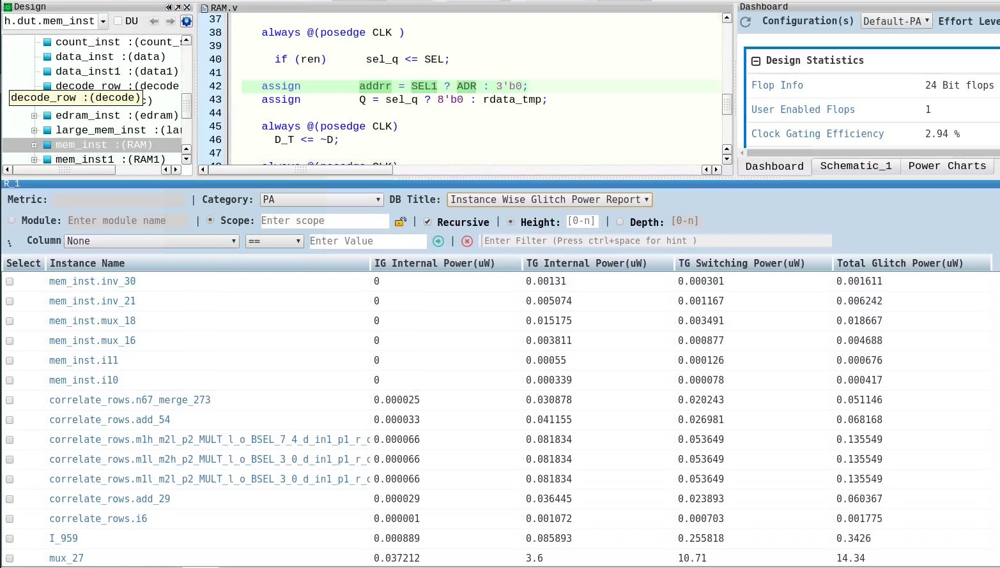 Design
h.dut.mem_inst DU
count_inst :(count_s
data_inst :(data)
data_inst1 :(data1)
decode_row :(decode
decode_row :(decode)
edram_inst :(edram)
large_mem_inst :(lar
mem_inst :(RAM)
mem_inst1 :(RAM1)
RAM.v
37
38 always @(posedge CLK )
39
40 if (ren) sel_q <= SEL;
41
42 assign addrr = SEL1 ? ADR : 3'b0;
43 assign Q = sel_q ? 8'b0 : rdata_tmp;
44
45 always @(posedge CLK)
46 D_T <= ~D;
47
Dashboard
Configuration(s) Default-PA Effort Leve
Design Statistics
Flop Info 24 Bit flops
User Enabled Flops 1
Clock Gating Efficiency 2.94 %
Dashboard Schematic_1 Power Charts
R_1
Metric: | Category: PA DB Title: Instance Wise Glitch Power Report
Module: Enter module name | Scope: Enter scope | Recursive | Height: [0-n] | Depth: [0-n]
Column None == Enter Value | Enter Filter (Press ctrl+space for hint )
Select Instance Name IG Internal Power(uW) TG Internal Power(uW) TG Switching Power(uW) Total Glitch Power(uW)
mem_inst.inv_30 0 0.00131 0.000301 0.001611
mem_inst.inv_21 0 0.005074 0.001167 0.006242
mem_inst.mux_18 0 0.015175 0.003491 0.018667
mem_inst.mux_16 0 0.003811 0.000877 0.004688
mem_inst.i11 0 0.00055 0.000126 0.000676
mem_inst.i10 0 0.000339 0.000078 0.000417
correlate_rows.n67_merge_273 0.000025 0.030878 0.020243 0.051146
correlate_rows.add_54 0.000033 0.041155 0.026981 0.068168
correlate_rows.m1h_m2l_p2_MULT_l_o_BSEL_7_4_d_in1_p1_r_c 0.000066 0.081834 0.053649 0.135549
correlate_rows.m1l_m2h_p2_MULT_l_o_BSEL_3_0_d_in1_p1_r_c 0.000066 0.081834 0.053649 0.135549
correlate_rows.m1l_m2l_p2_MULT_l_o_BSEL_3_0_d_in1_p1_r_c 0.000066 0.081834 0.053649 0.135549
correlate_rows.add_29 0.000029 0.036445 0.023893 0.060367
correlate_rows.i6 0.000001 0.001072 0.000703 0.001775
I_959 0.000889 0.085893 0.255818 0.3426
mux_27 0.037212 3.6 10.71 14.34